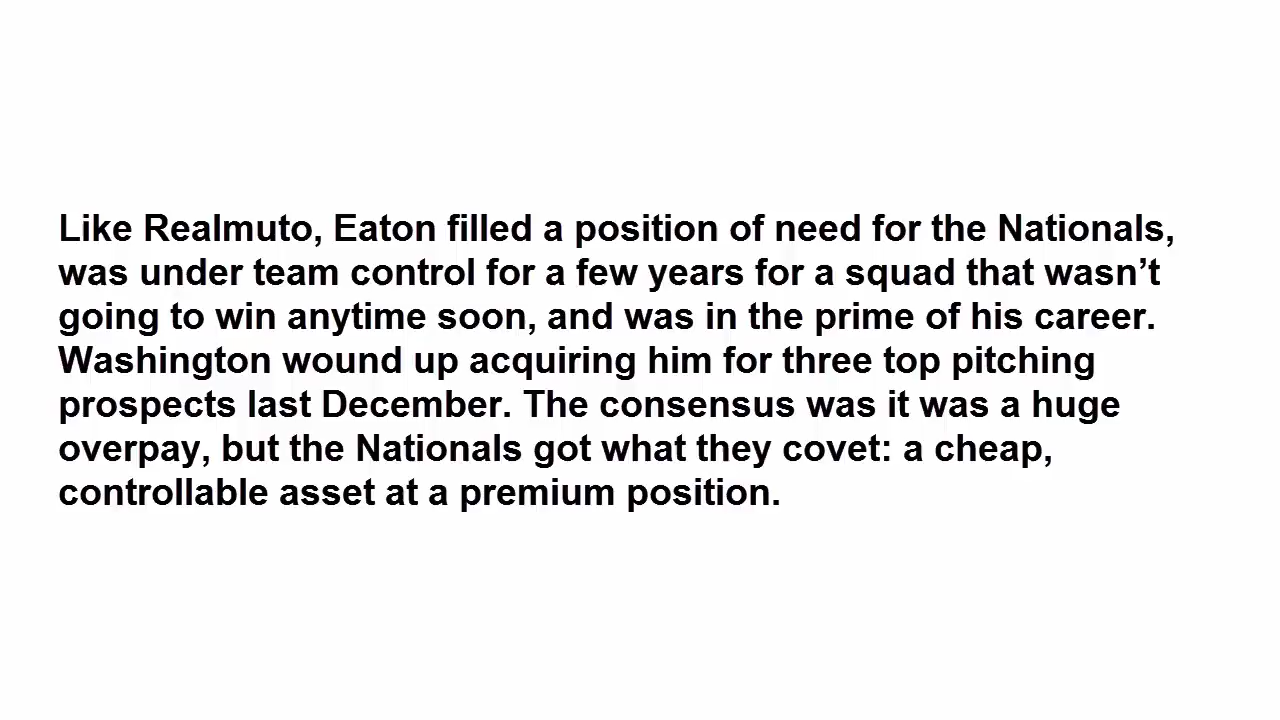 Like Realmuto, Eaton filled a position of need for the Nationals,
was under team control for a few years for a squad that wasn’t
going to win anytime soon, and was in the prime of his career.
Washington wound up acquiring him for three top pitching
prospects last December. The consensus was it was a huge
overpay, but the Nationals got what they covet: a cheap,
controllable asset at a premium position.